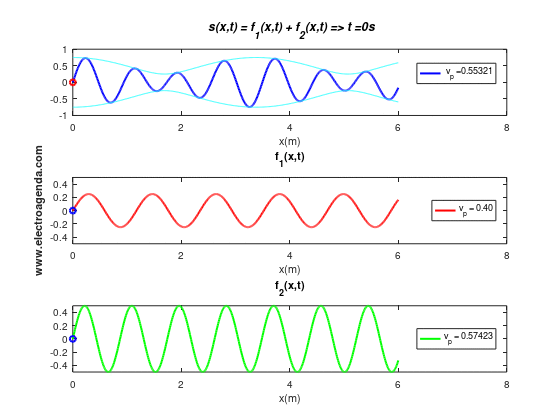 s(x,t) = f1(x,t) + f2(x,t) => t =0s
1
0.5
0
-0.5
-1
0 2 4 6 8
x(m)
vp =0.55321
f1(x,t)
0.4
0.2
0
-0.2
-0.4
0 2 4 6 8
x(m)
vp = 0.40
www.electroagenda.com
f2(x,t)
0.4
0.2
0
-0.2
-0.4
0 2 4 6 8
x(m)
vp = 0.57423